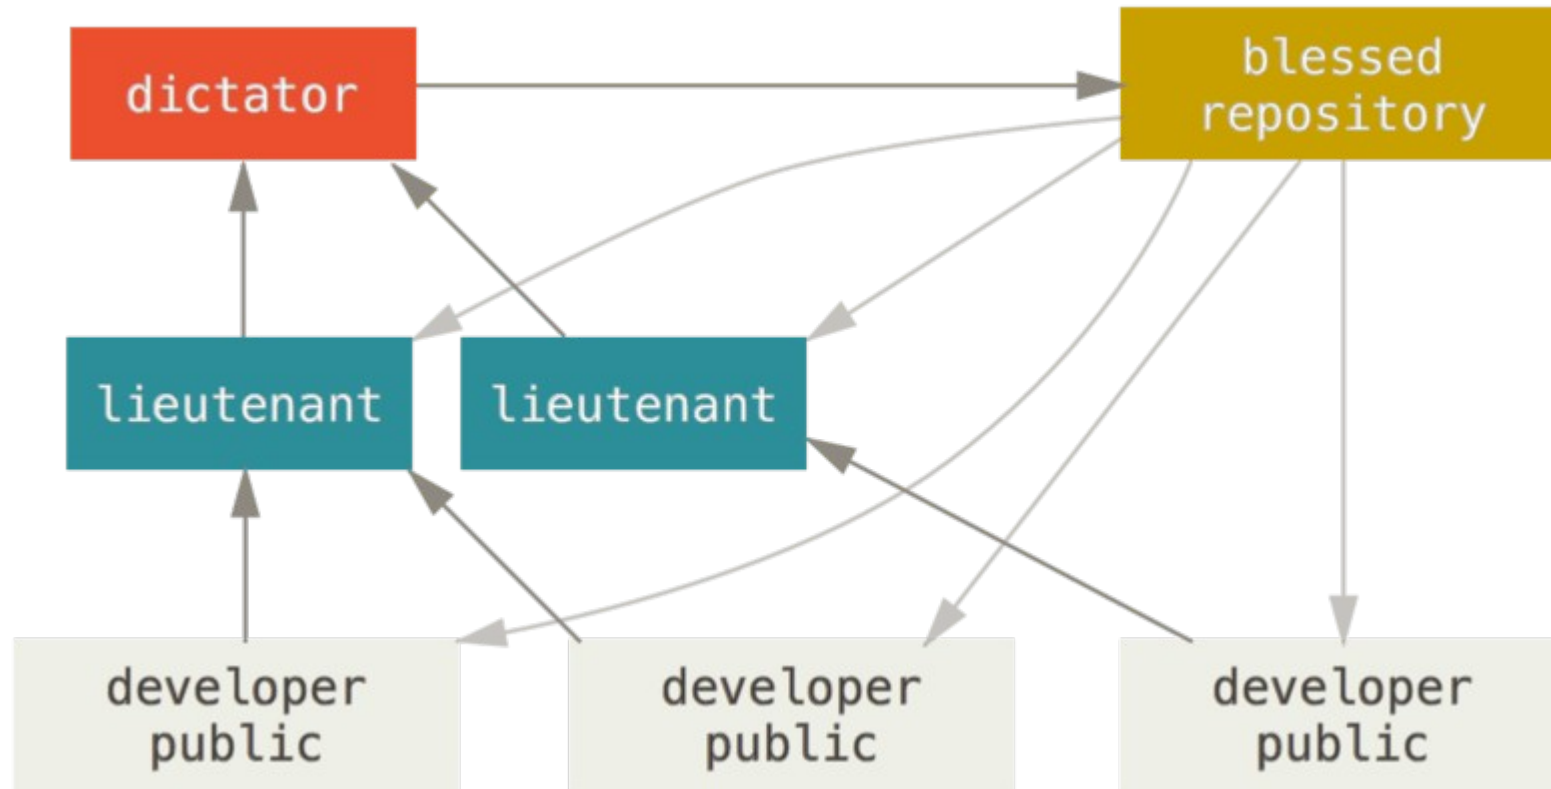 dictator
blessed
repository
lieutenant
lieutenant
developer
public
developer
public
developer
public